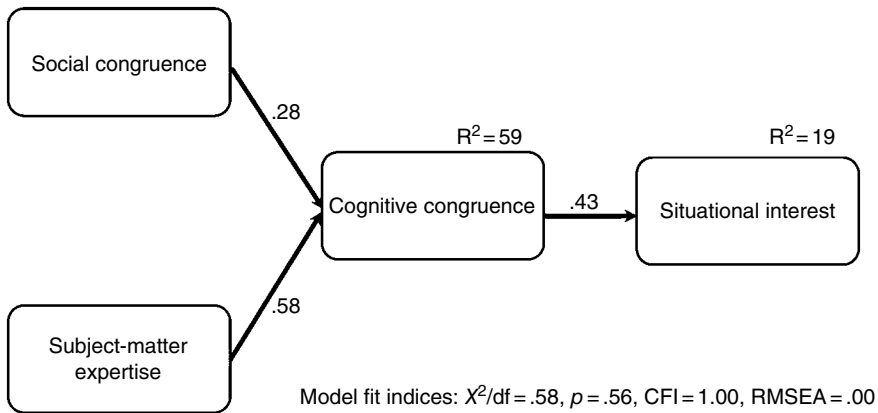 Social congruence
.28
R²=59
R²=19
Cognitive congruence
.43
Situational interest
.58
Subject-matter
expertise
Model fit indices: X²/df=.58, p=.56, CFI=1.00, RMSEA=.00